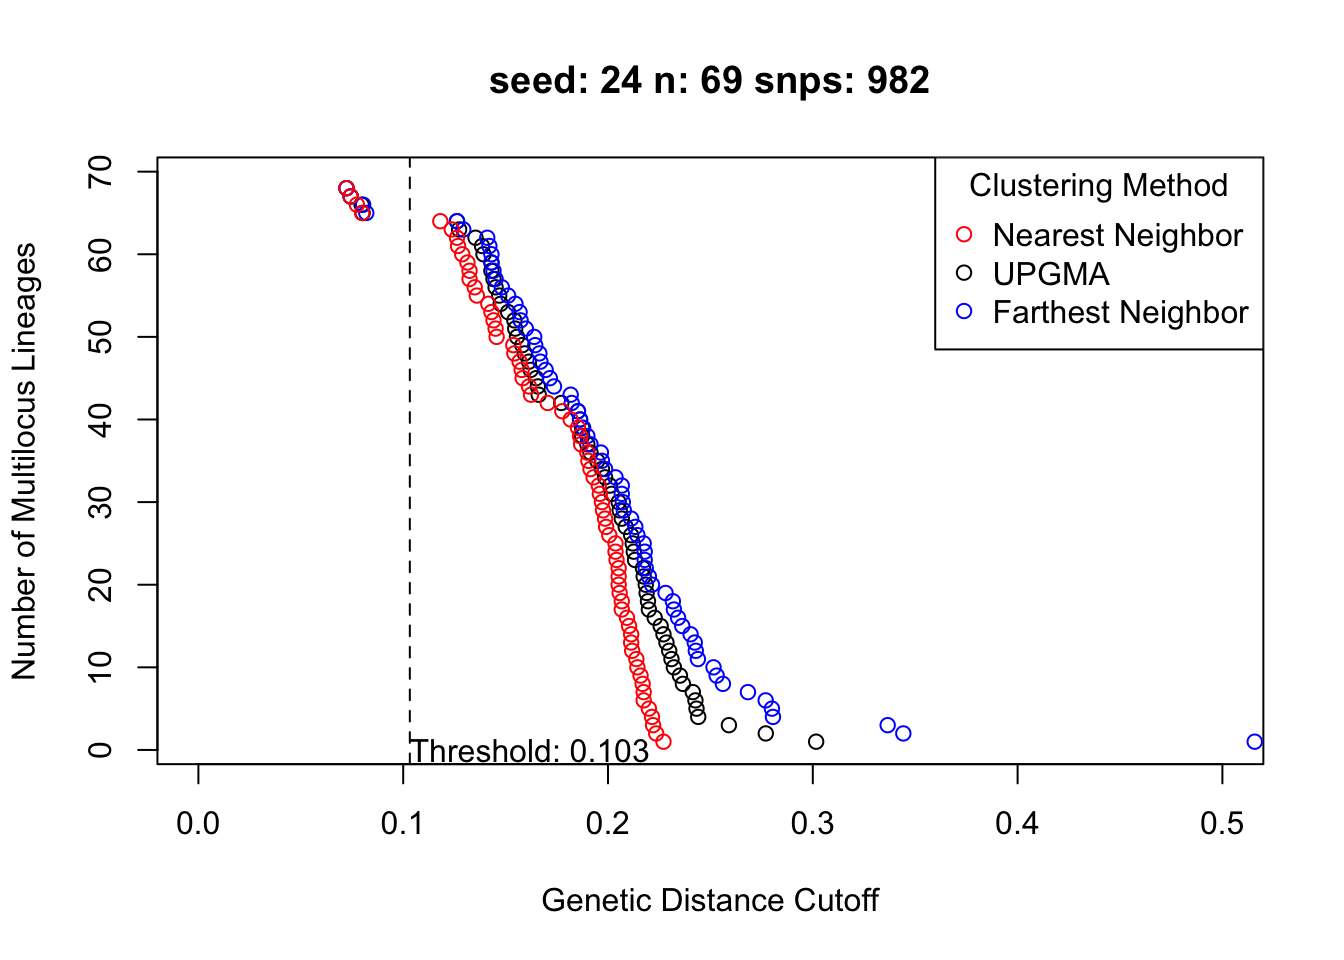 seed: 24 n: 69 snps: 982
Number of Multilocus Lineages
70
60
50
40
30
20
10
0
Clustering Method
Nearest Neighbor
UPGMA
Farthest Neighbor
Threshold: 0.103
0.0 0.1 0.2 0.3 0.4 0.5
Genetic Distance Cutoff